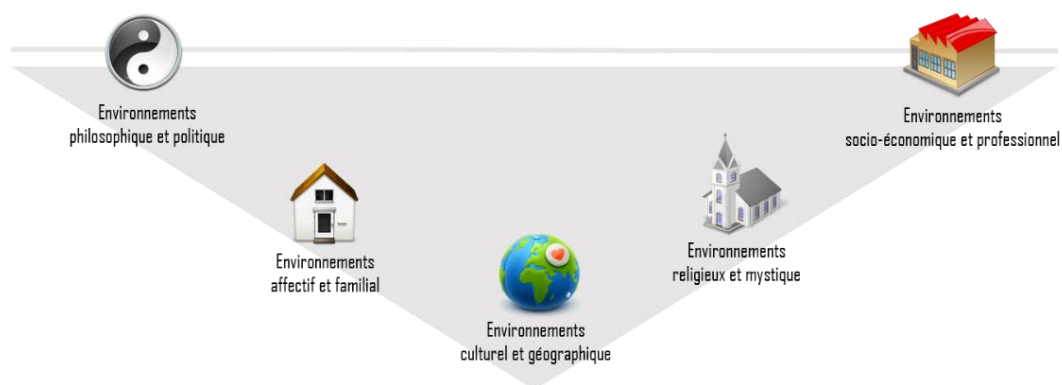 Environnements
philosophique et politique
Environnements
socio-économique et professionnel
Environnements
affectif et familial
Environnements
religieux et mystique
Environnements
culturel et géographique